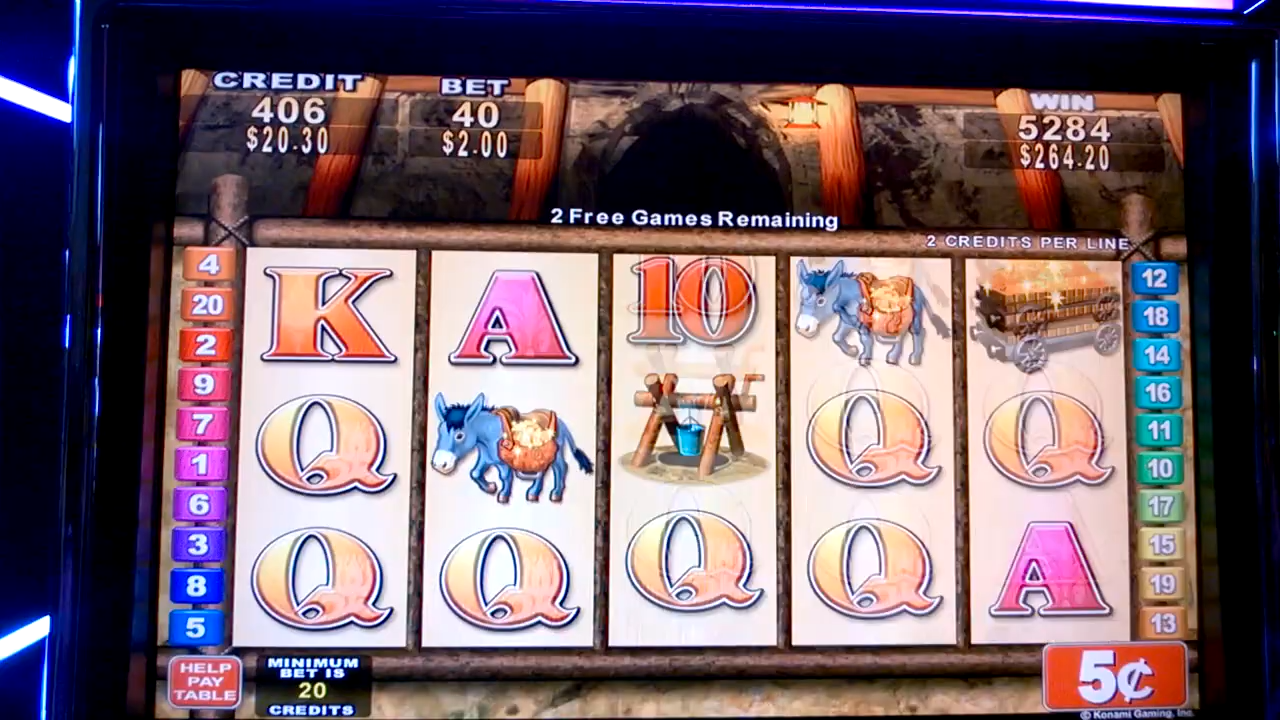 CREDIT
406
$20.30
BET
40
$2.00
WIN
5284
$264.20
2 Free Games Remaining
2 CREDITS PER LINE
4
20
2
9
7
1
6
3
8
5
K
A
10
Q
Q
Q
Q
Q
Q
Q
A
12
18
14
16
11
10
17
15
19
13
HELP
PAY
TABLE
MINIMUM
BET IS
20
CREDITS
5¢
© Konami Gaming, Inc.